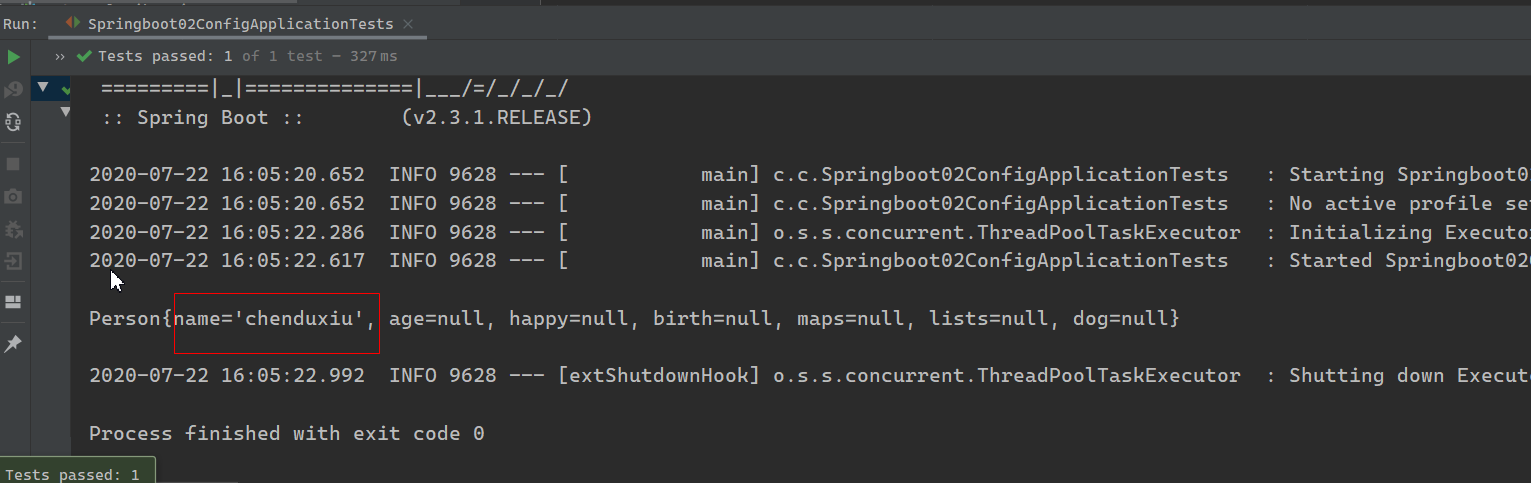 Run: Springboot02ConfigApplicationTests ×
» Tests passed: 1 of 1 test – 327 ms
=========|_|==============|___/=/_/_/_/
:: Spring Boot ::        (v2.3.1.RELEASE)
2020-07-22 16:05:20.652  INFO 9628 --- [           main] c.c.Springboot02ConfigApplicationTests   : Starting Springboot0
2020-07-22 16:05:20.652  INFO 9628 --- [           main] c.c.Springboot02ConfigApplicationTests   : No active profile se
2020-07-22 16:05:22.286  INFO 9628 --- [           main] o.s.s.concurrent.ThreadPoolTaskExecutor  : Initializing Executo
2020-07-22 16:05:22.617  INFO 9628 --- [           main] c.c.Springboot02ConfigApplicationTests   : Started Springboot02
Person{name='chenduxiu', age=null, happy=null, birth=null, maps=null, lists=null, dog=null}
2020-07-22 16:05:22.992  INFO 9628 --- [extShutdownHook] o.s.s.concurrent.ThreadPoolTaskExecutor  : Shutting down Execut
Process finished with exit code 0
Tests passed: 1